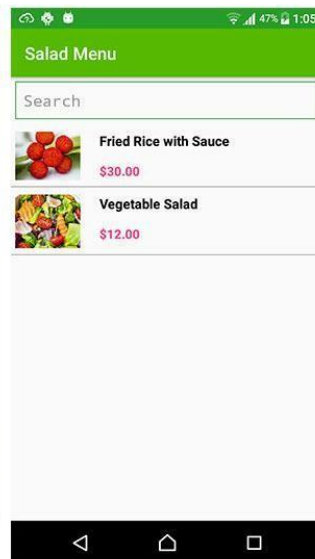 47% 1:05
Salad Menu
Search
Fried Rice with Sauce
$30.00
Vegetable Salad
$12.00